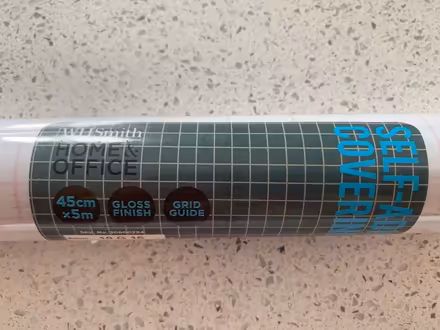 WHSmith
HOME &
OFFICE
45cm
x5m
GLOSS
FINISH
GRID
GUIDE
SELF-AD
COVERIN